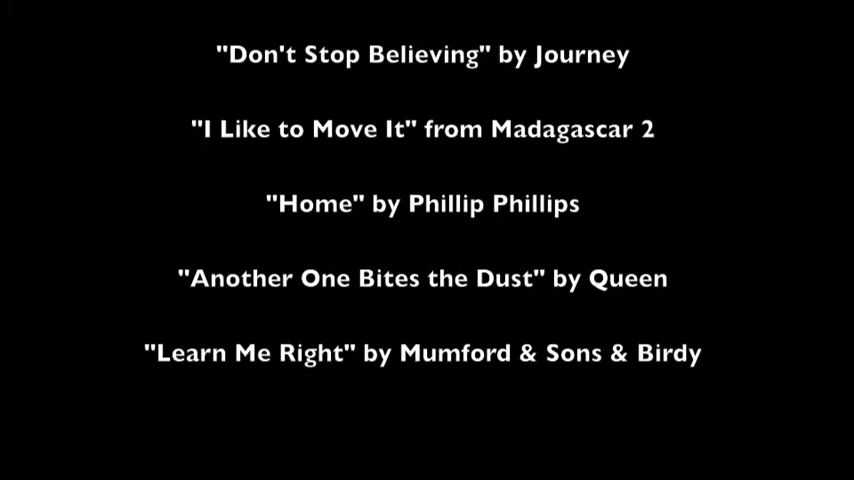 "Don't Stop Believing" by Journey
"I Like to Move It" from Madagascar 2
"Home" by Phillip Phillips
"Another One Bites the Dust" by Queen
"Learn Me Right" by Mumford & Sons & Birdy